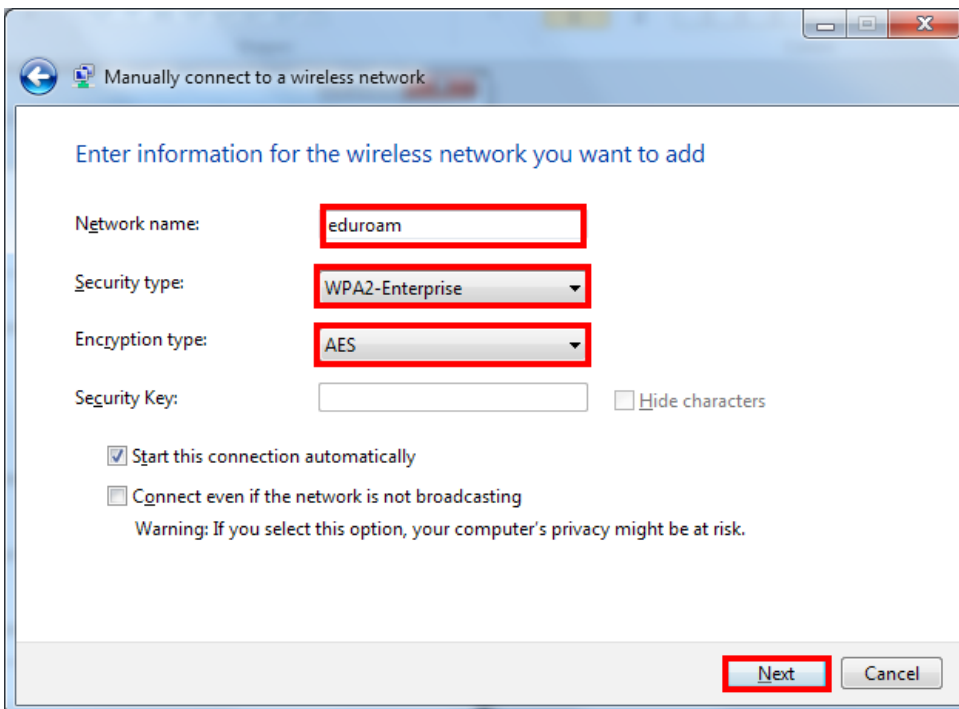 Manually connect to a wireless network
Enter information for the wireless network you want to add
Network name:
eduroam
Security type:
WPA2-Enterprise
Encryption type:
AES
Security Key:
Hide characters
Start this connection automatically
Connect even if the network is not broadcasting
Warning: If you select this option, your computer's privacy might be at risk.
Next
Cancel